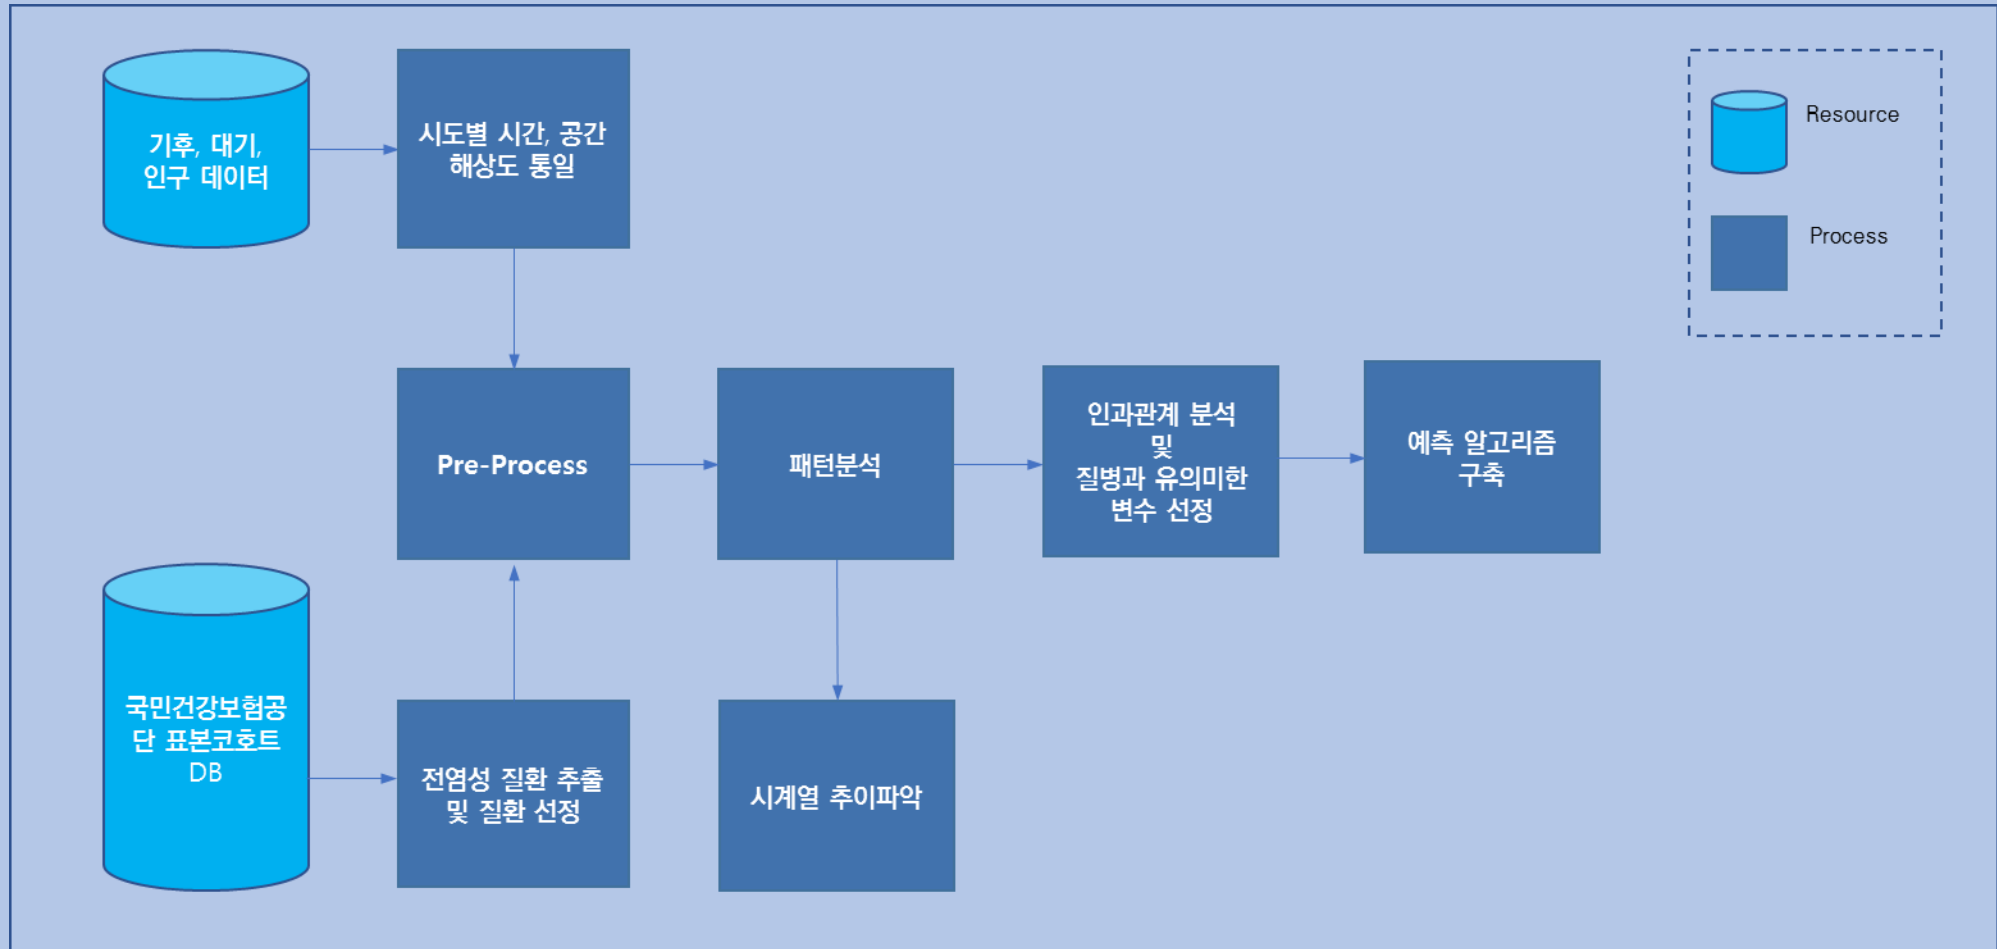 기후, 대기,
인구 데이터
시도별 시간, 공간
해상도 통일
Resource
Process
Pre-Process
패턴분석
인과관계 분석
및
질병과 유의미한
변수 선정
예측 알고리즘
구축
국민건강보험공
단 표본코호트
DB
전염성 질환 추출
및 질환 선정
시계열 추이파악